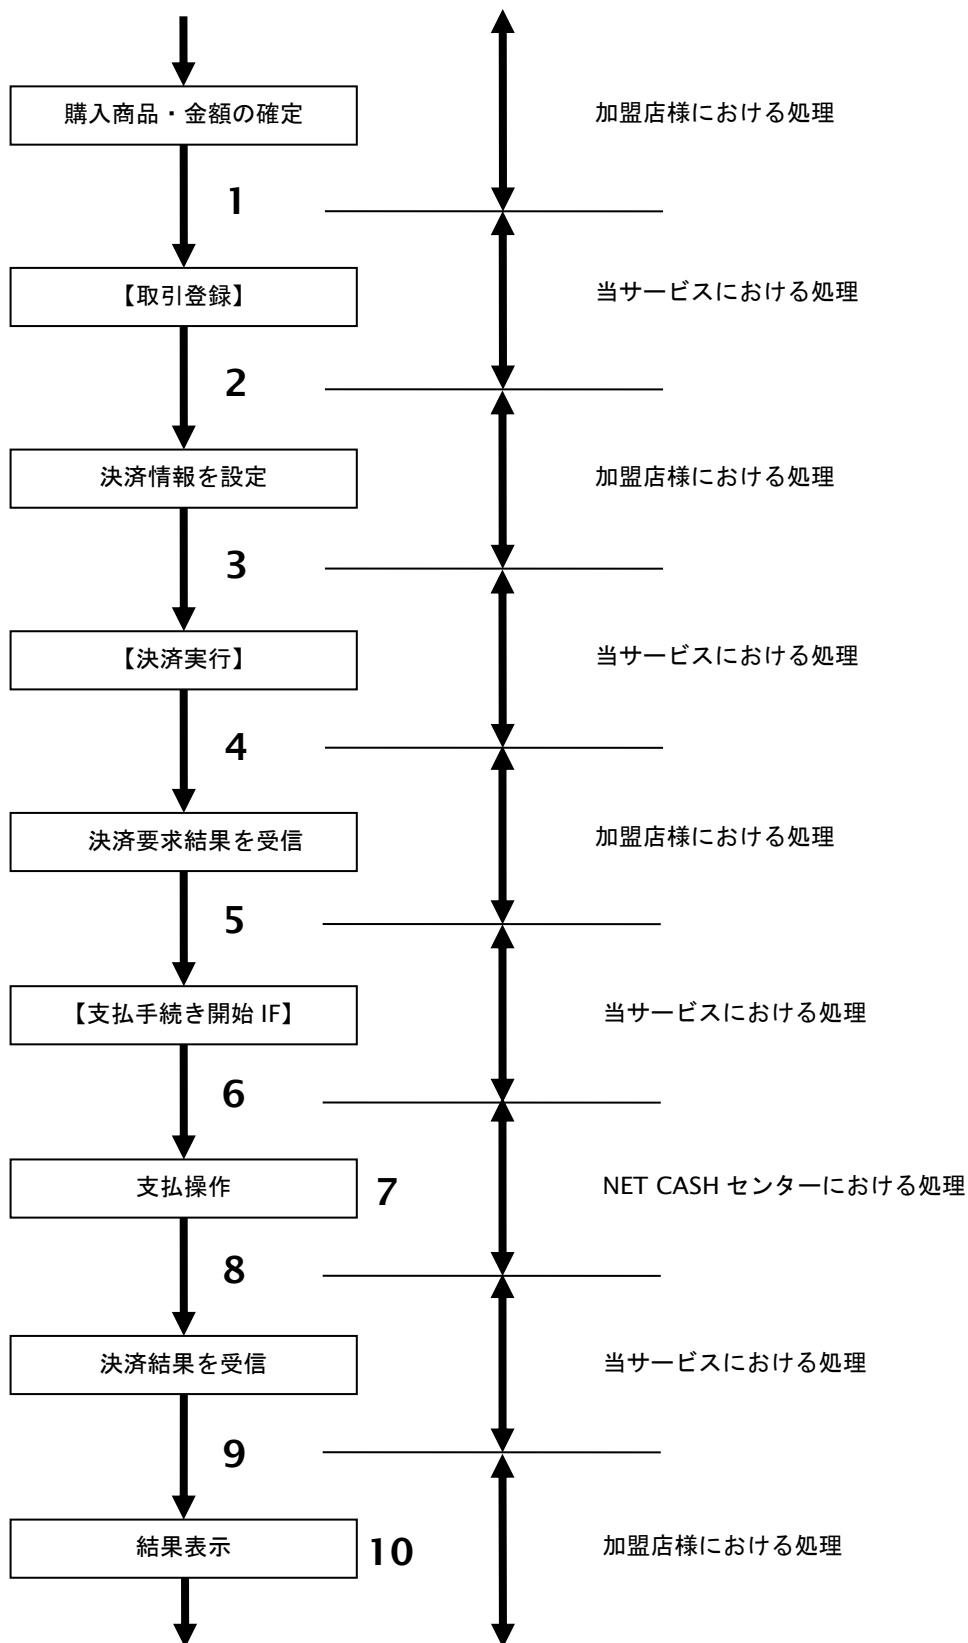 購入商品・金額の確定
加盟店様における処理
1
【取引登録】
当サービスにおける処理
2
決済情報を設定
加盟店様における処理
3
【決済実行】
当サービスにおける処理
4
決済要求結果を受信
加盟店様における処理
5
【支払手続き開始 IF】
当サービスにおける処理
6
支払操作
7
NET CASH センターにおける処理
8
決済結果を受信
当サービスにおける処理
9
結果表示
10
加盟店様における処理